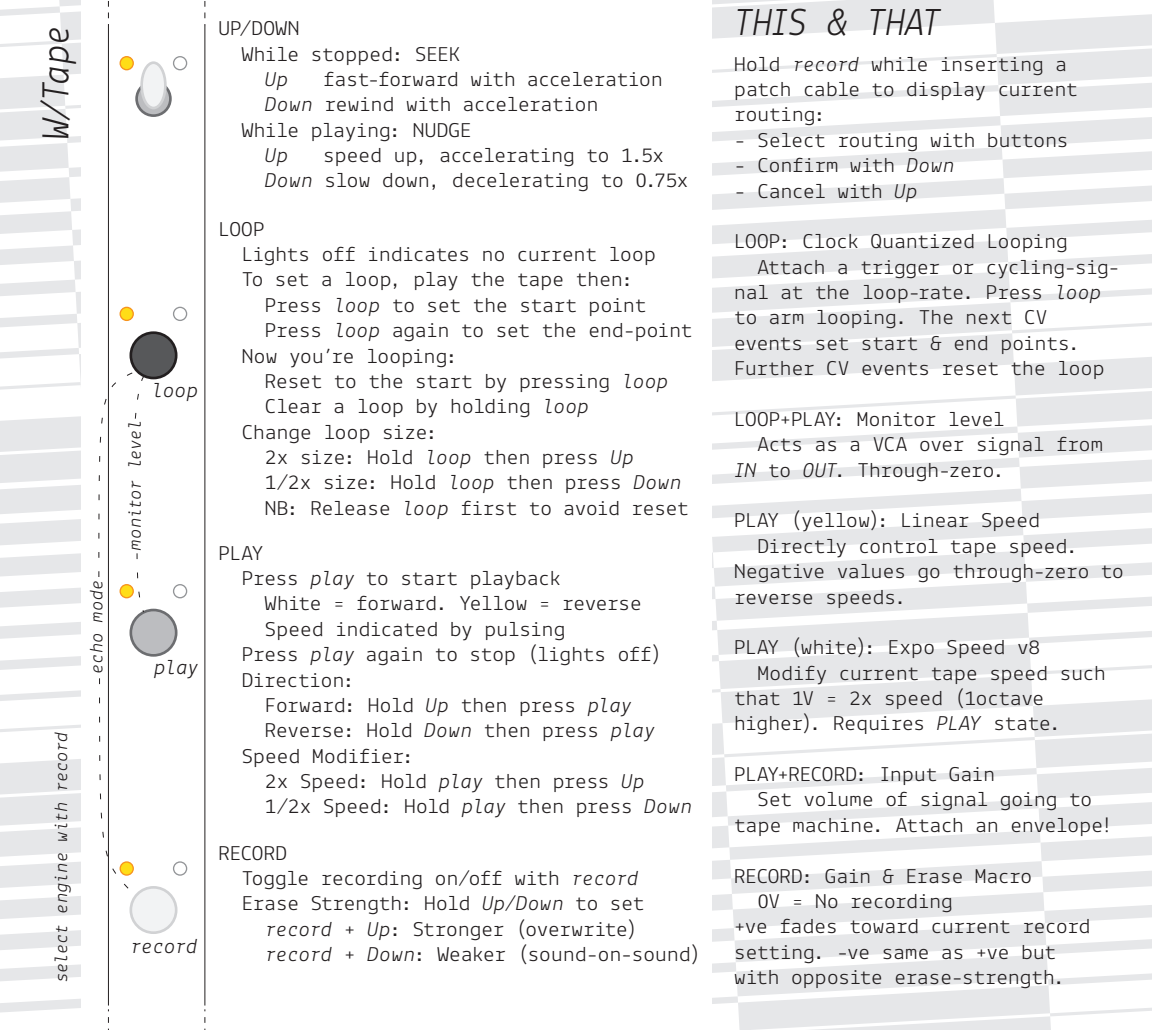 W/Tape
select engine with record
-echo mode-
-monitor level-
loop
play
record
UP/DOWN
While stopped: SEEK
Up fast-forward with acceleration
Down rewind with acceleration
While playing: NUDGE
Up speed up, accelerating to 1.5x
Down slow down, decelerating to 0.75x
LOOP
Lights off indicates no current loop
To set a loop, play the tape then:
Press loop to set the start point
Press loop again to set the end-point
Now you're looping:
Reset to the start by pressing loop
Clear a loop by holding loop
Change loop size:
2x size: Hold loop then press Up
1/2x size: Hold loop then press Down
NB: Release loop first to avoid reset
PLAY
Press play to start playback
White = forward. Yellow = reverse
Speed indicated by pulsing
Press play again to stop (lights off)
Direction:
Forward: Hold Up then press play
Reverse: Hold Down then press play
Speed Modifier:
2x Speed: Hold play then press Up
1/2x Speed: Hold play then press Down
RECORD
Toggle recording on/off with record
Erase Strength: Hold Up/Down to set
record + Up: Stronger (overwrite)
record + Down: Weaker (sound-on-sound)
THIS & THAT
Hold record while inserting a
patch cable to display current
routing:
- Select routing with buttons
- Confirm with Down
- Cancel with Up
LOOP: Clock Quantized Looping
Attach a trigger or cycling-sig-
nal at the loop-rate. Press loop
to arm looping. The next CV
events set start & end points.
Further CV events reset the loop
LOOP+PLAY: Monitor level
Acts as a VCA over signal from
IN to OUT. Through-zero.
PLAY (yellow): Linear Speed
Directly control tape speed.
Negative values go through-zero to
reverse speeds.
PLAY (white): Expo Speed v8
Modify current tape speed such
that 1V = 2x speed (1octave
higher). Requires PLAY state.
PLAY+RECORD: Input Gain
Set volume of signal going to
tape machine. Attach an envelope!
RECORD: Gain & Erase Macro
0V = No recording
+ve fades toward current record
setting. -ve same as +ve but
with opposite erase-strength.